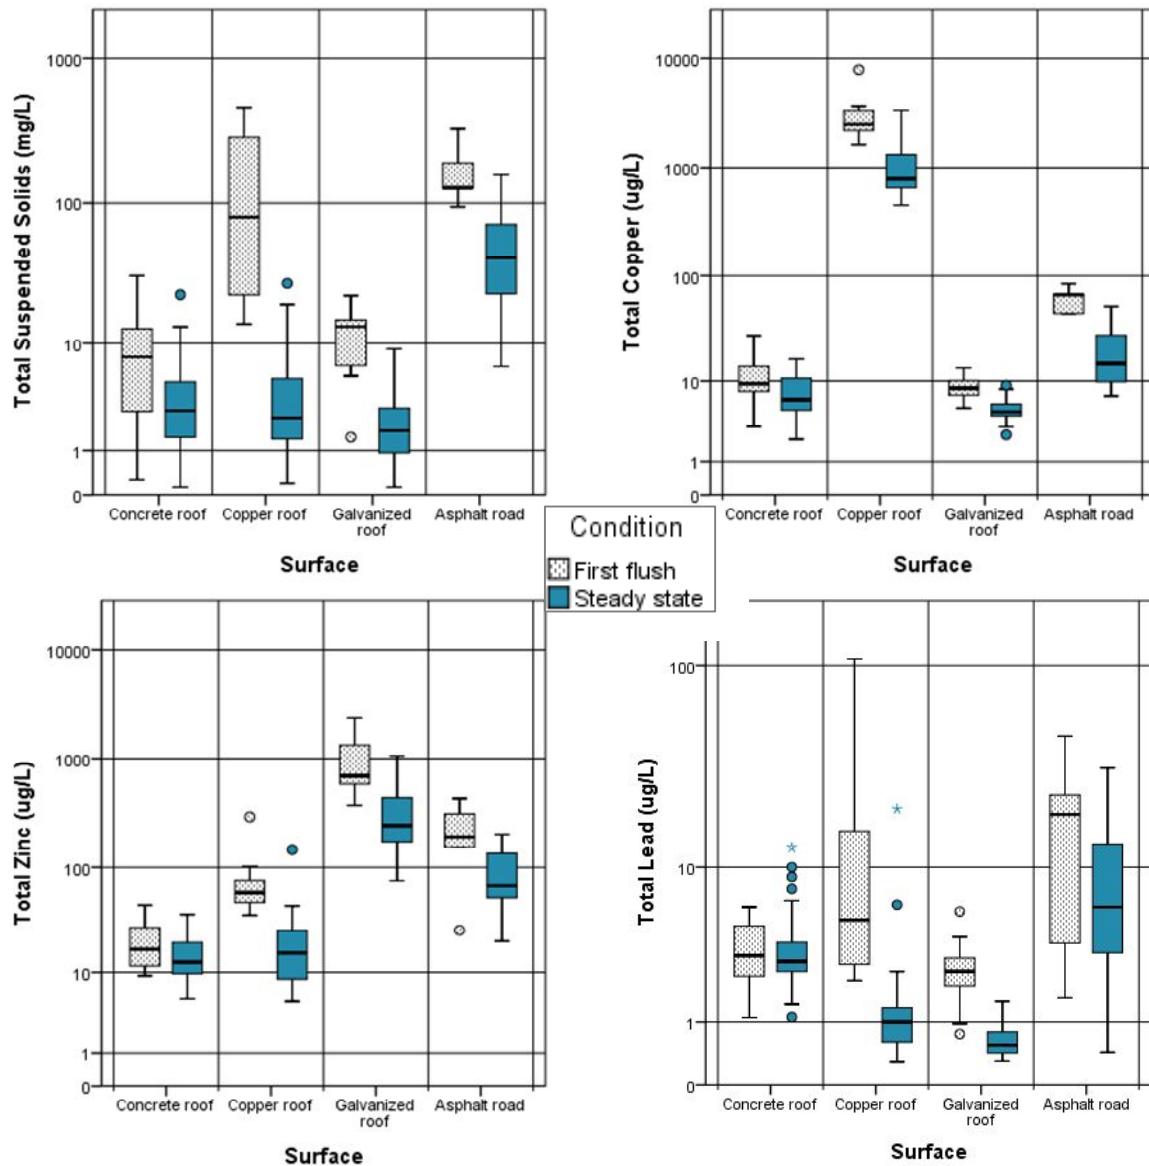 Total Suspended Solids (mg/L)
1000
100
10
1
0
Concrete roof
Copper roof
Galvanized
roof
Asphalt road
Surface
Total Copper (ug/L)
10000
1000
100
10
1
0
Concrete roof
Copper roof
Galvanized
roof
Asphalt road
Surface
Condition
First flush
Steady state
Total Zinc (ug/L)
10000
1000
100
10
1
0
Concrete roof
Copper roof
Galvanized
roof
Asphalt road
Surface
Total Lead (ug/L)
100
10
1
0
Concrete roof
Copper roof
Galvanized
roof
Asphalt road
Surface